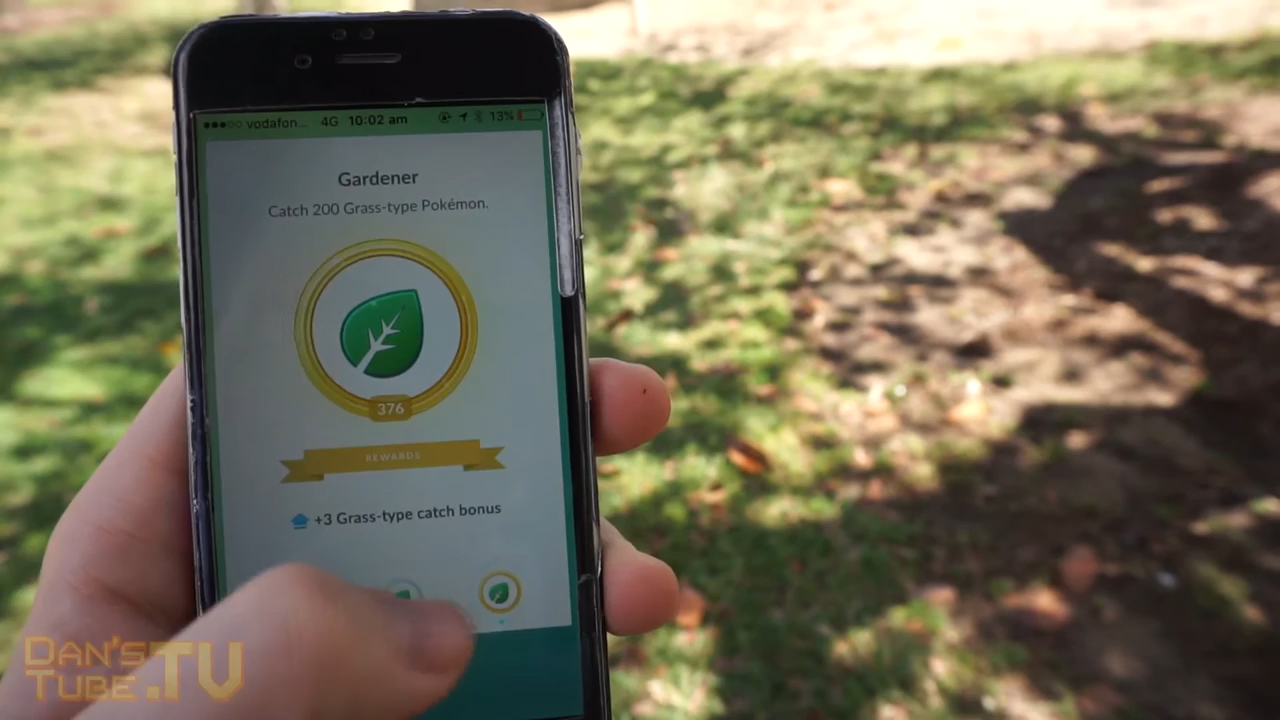 vodafon... 4G 10:02 am 13%
Gardener
Catch 200 Grass-type Pokémon.
376
REWARDS
+3 Grass-type catch bonus
DAN'S
TUBE.TV